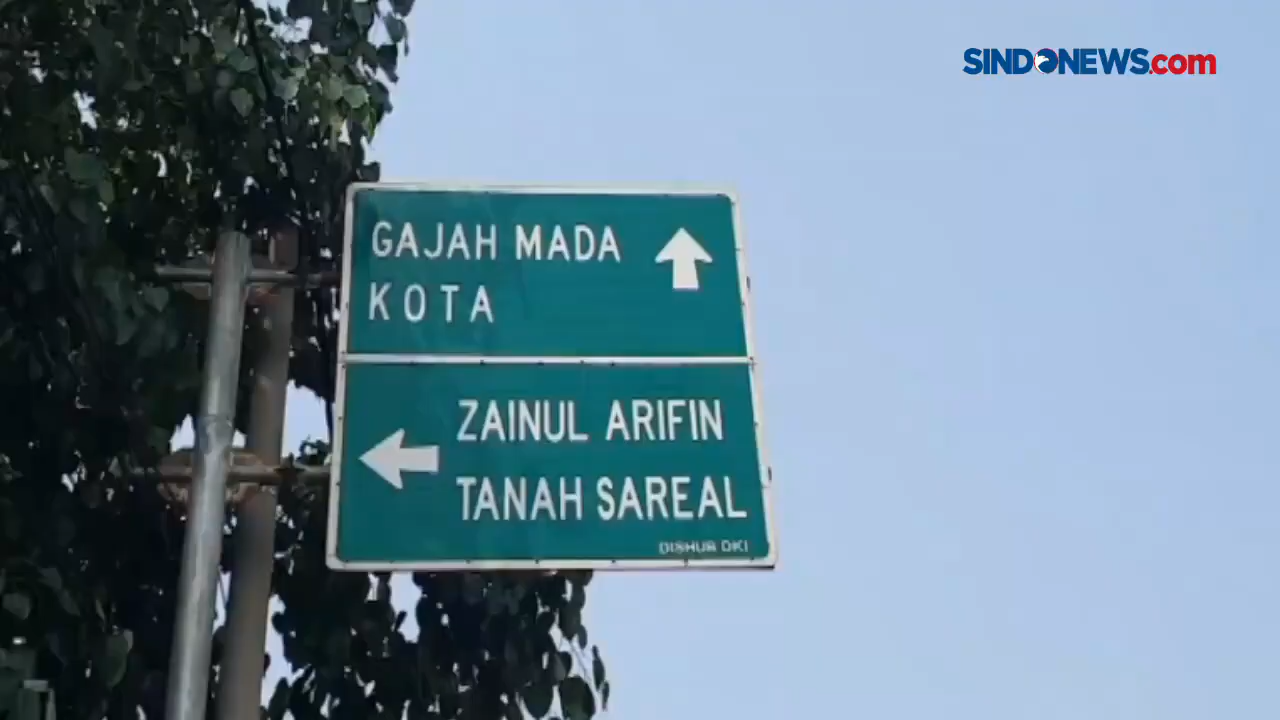 SINDONEWS.com
GAJAH MADA
KOTA
ZAINUL ARIFIN
TANAH SAREAL
DISHUB DKI